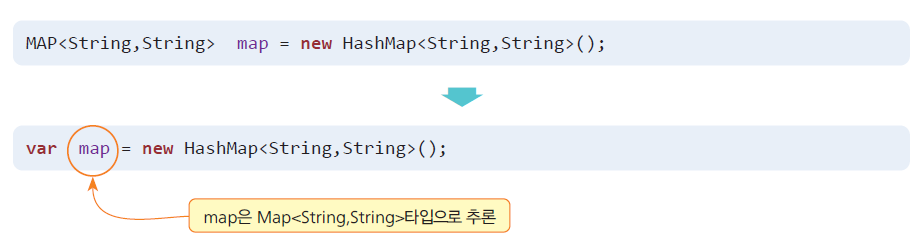 MAP<String,String>  map = new HashMap<String,String>();
var  map = new HashMap<String,String>();
map은 Map<String,String>타입으로 추론